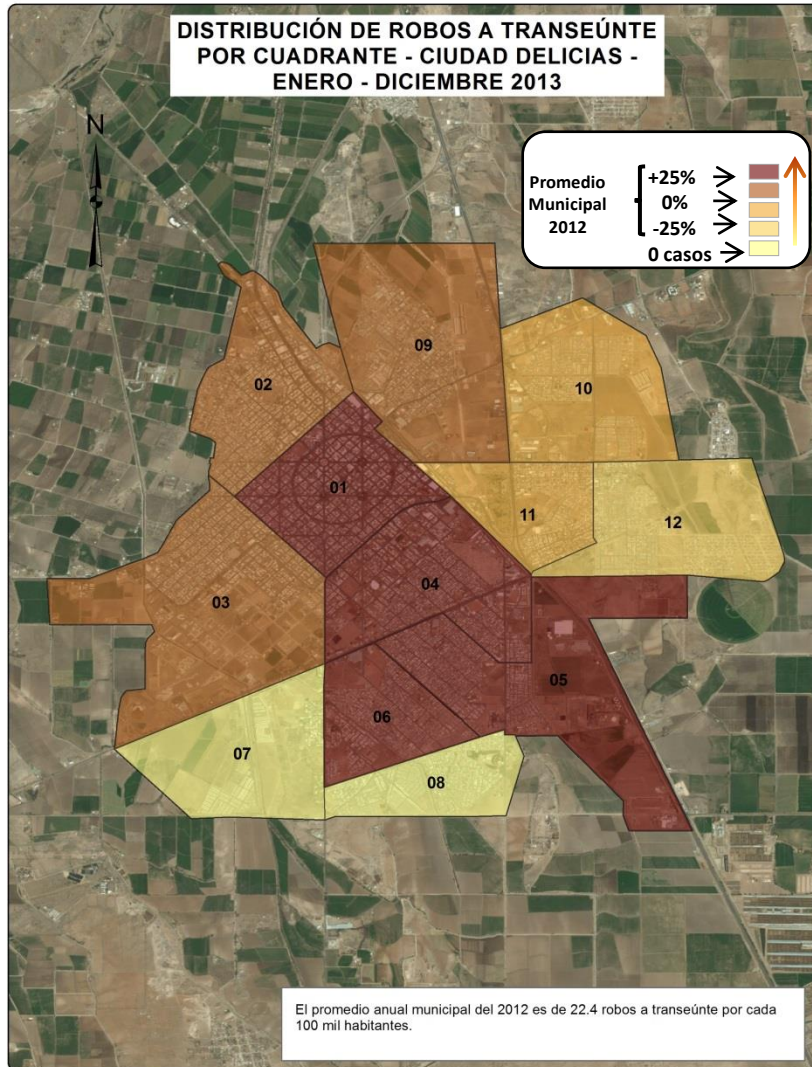 DISTRIBUCIÓN DE ROBOS A TRANSEÚNTE
POR CUADRANTE - CIUDAD DELICIAS -
ENERO - DICIEMBRE 2013
N
Promedio
Municipal
2012
+25%
0%
-25%
0 casos
09
02
10
01
11
12
04
03
05
06
07
08
El promedio anual municipal del 2012 es de 22.4 robos a transeúnte por cada
100 mil habitantes.